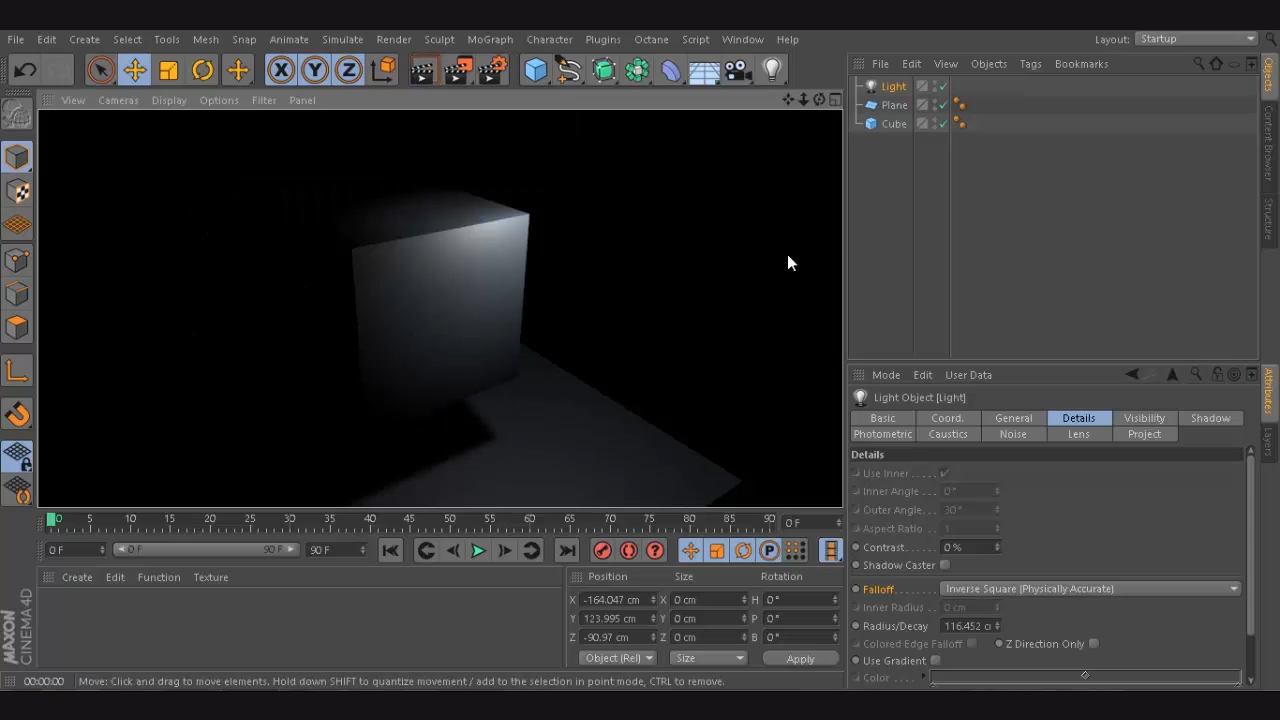 File Edit Create Select Tools Mesh Snap Animate Simulate Render Sculpt MoGraph Character Plugins Octane Script Window Help Layout: Startup
X Y Z
File Edit View Objects Tags Bookmarks
Light
Plane
Cube
Objects
Content Browser
Structure
View Cameras Display Options Filter Panel
Mode Edit User Data
Light Object [Light]
Basic Coord. General Details Visibility Shadow
Photometric Caustics Noise Lens Project
Attributes
Layers
Details
Use Inner
Inner Angle 0°
Outer Angle 30°
Aspect Ratio 1
Contrast 0 %
Shadow Caster
Falloff Inverse Square (Physically Accurate)
Inner Radius 0 cm
Radius/Decay 116.452 c
Colored Edge Falloff Z Direction Only
Use Gradient
Color
0 5 10 15 20 25 30 35 40 45 50 55 60 65 70 75 80 85 90 0 F
0 F 0 F 90 F 90 F
P
Create Edit Function Texture
Position Size Rotation
X -164.047 cm X 0 cm H 0°
Y 123.995 cm Y 0 cm P 0°
Z -90.97 cm Z 0 cm B 0°
Object (Rel) Size Apply
MAXON CINEMA 4D
00:00:00 Move: Click and drag to move elements. Hold down SHIFT to quantize movement / add to the selection in point mode, CTRL to remove.